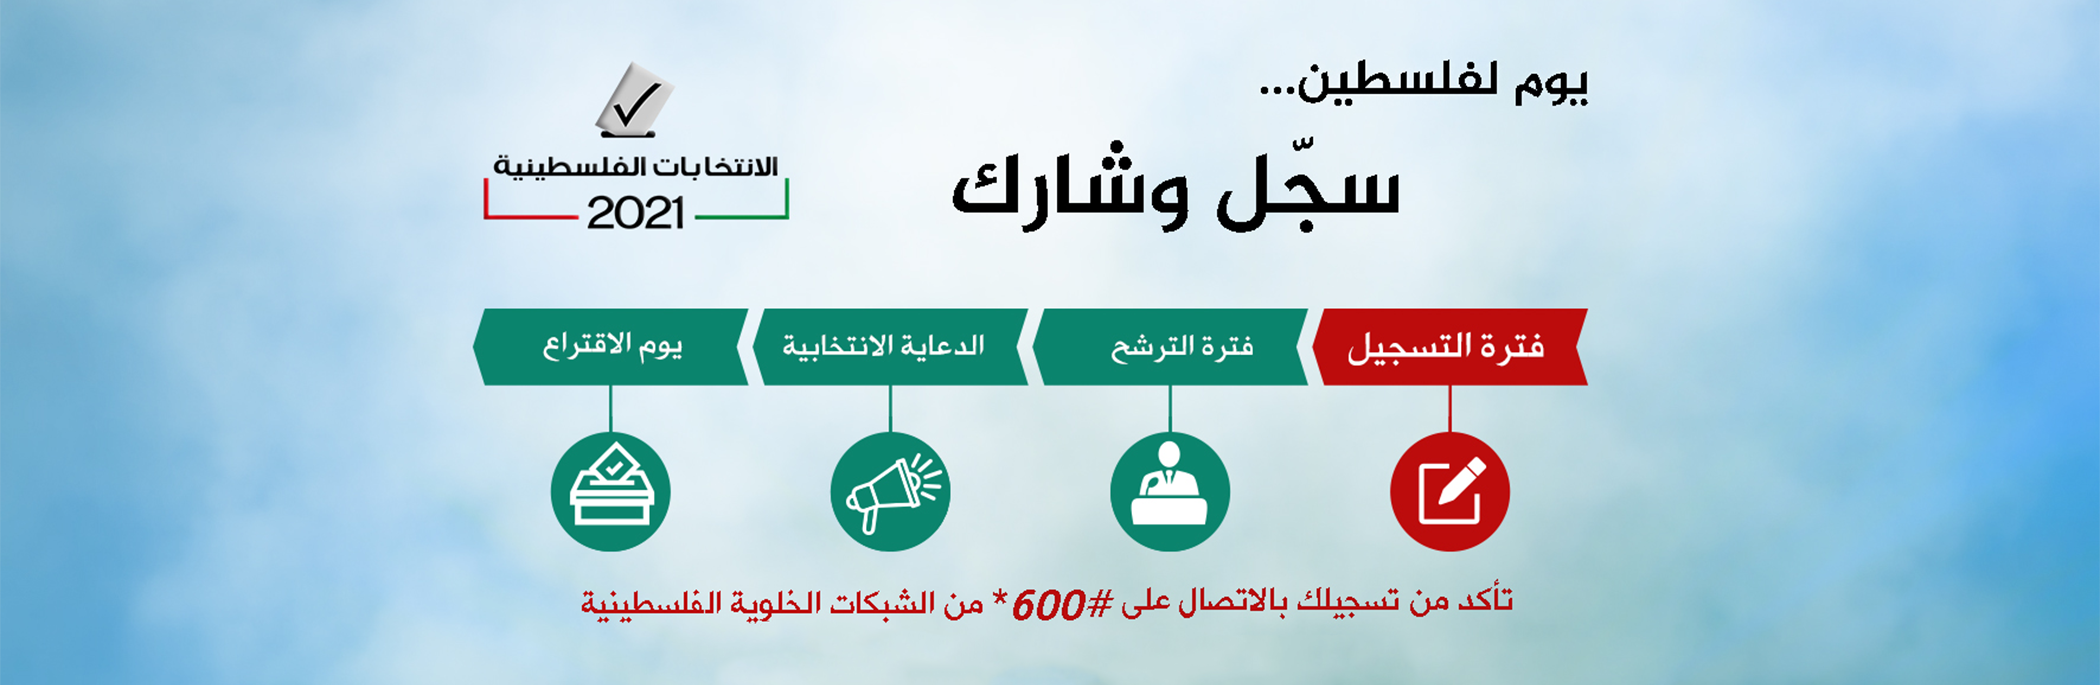 يوم لفلسطين...
سجّل وشارك
الانتخابات الفلسطينية
2021
فترة التسجيل
فترة الترشح
الدعاية الانتخابية
يوم الاقتراع
تأكد من تسجيلك بالاتصال على #600* من الشبكات الخلوية الفلسطينية